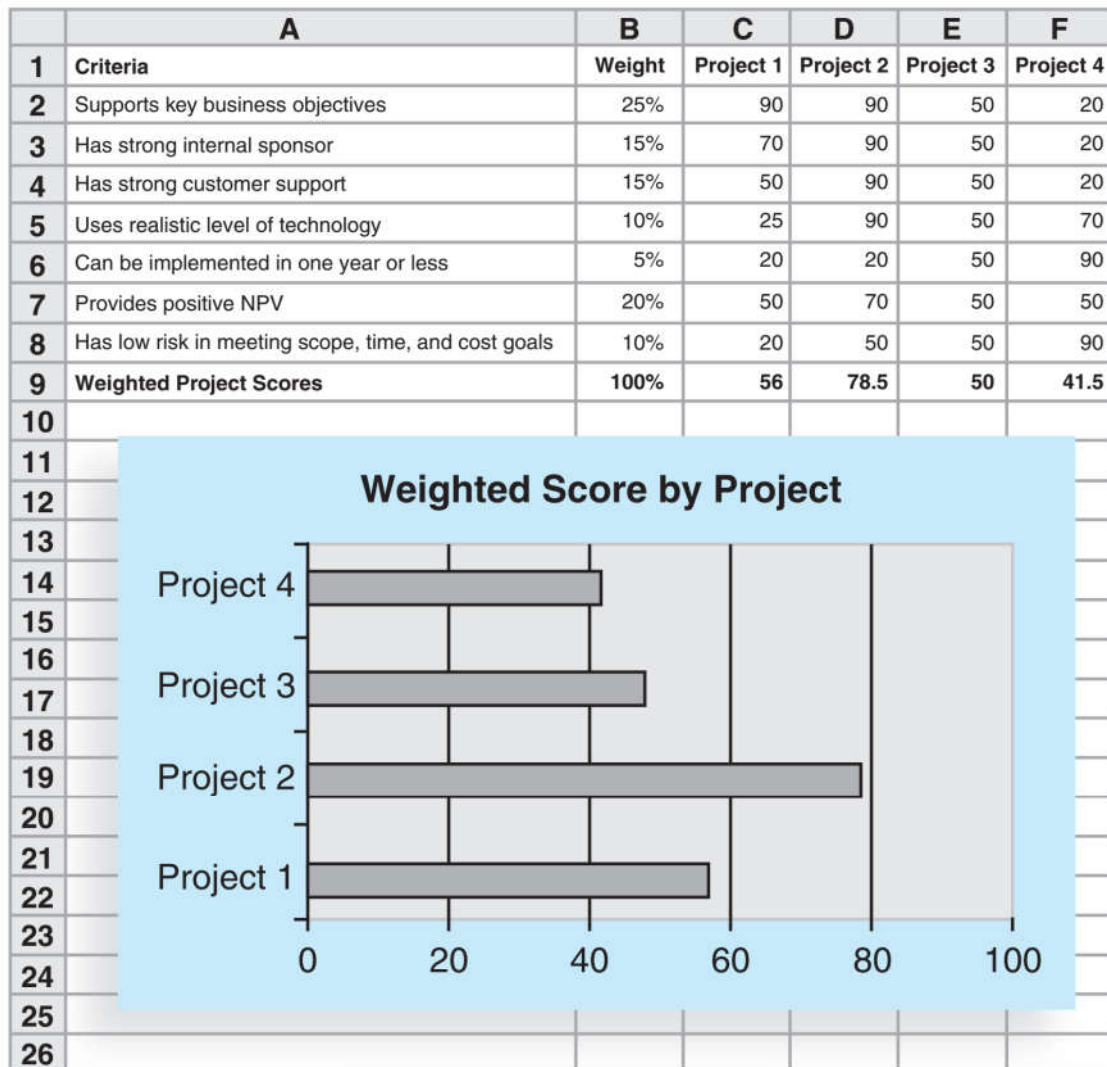 A B C D E F
1 Criteria Weight Project 1 Project 2 Project 3 Project 4
2 Supports key business objectives 25% 90 90 50 20
3 Has strong internal sponsor 15% 70 90 50 20
4 Has strong customer support 15% 50 90 50 20
5 Uses realistic level of technology 10% 25 90 50 70
6 Can be implemented in one year or less 5% 20 20 50 90
7 Provides positive NPV 20% 50 70 50 50
8 Has low risk in meeting scope, time, and cost goals 10% 20 50 50 90
9 Weighted Project Scores 100% 56 78.5 50 41.5
10
11
12 Weighted Score by Project
13
14 Project 4
15
16
17 Project 3
18
19 Project 2
20
21
22 Project 1
23
24 0 20 40 60 80 100
25
26